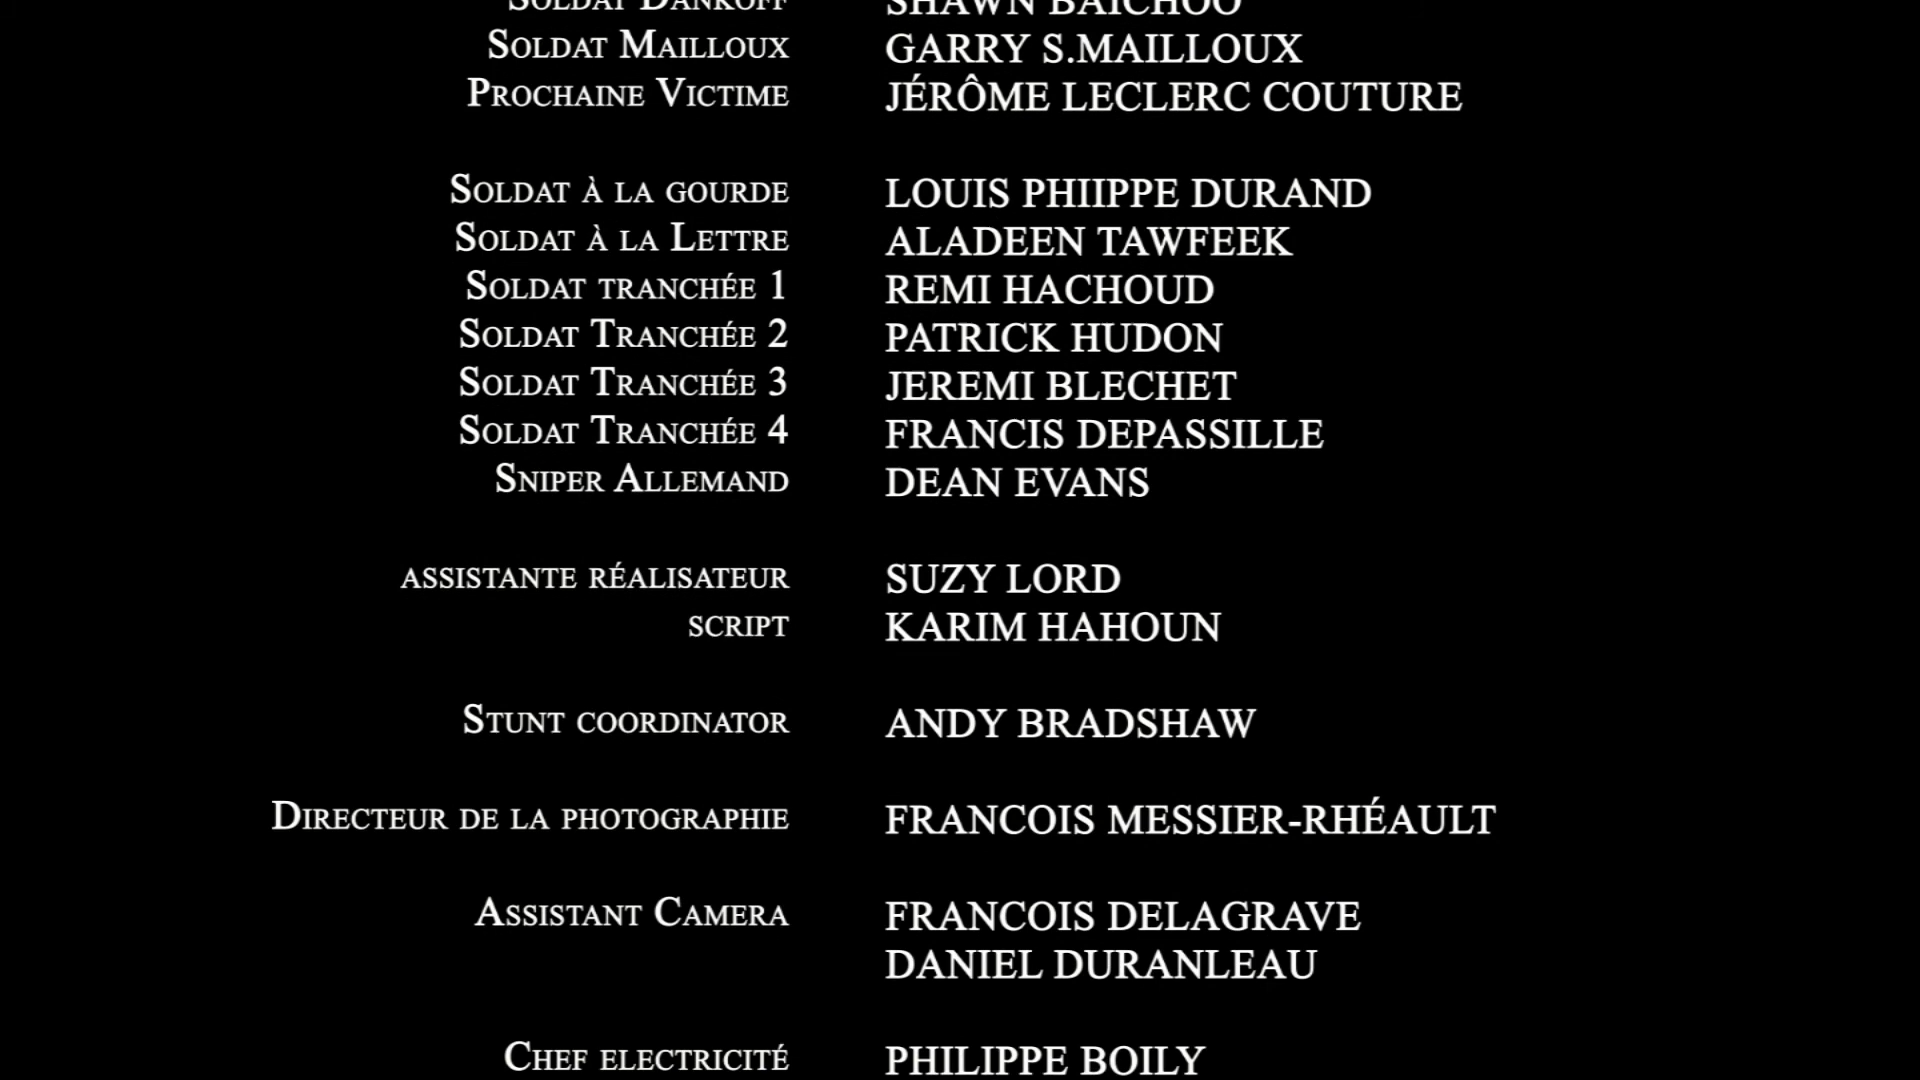 Soldat Dankoff SHAWN BAICHOO
Soldat Mailloux GARRY S.MAILLOUX
Prochaine Victime JÉRÔME LECLERC COUTURE
Soldat à la gourde LOUIS PHIIPPE DURAND
Soldat à la Lettre ALADEEN TAWFEEK
Soldat tranchée 1 REMI HACHOUD
Soldat Tranchée 2 PATRICK HUDON
Soldat Tranchée 3 JEREMI BLECHET
Soldat Tranchée 4 FRANCIS DEPASSILLE
Sniper Allemand DEAN EVANS
assistante réalisateur SUZY LORD
script KARIM HAHOUN
Stunt coordinator ANDY BRADSHAW
Directeur de la photographie FRANCOIS MESSIER-RHÉAULT
Assistant Camera FRANCOIS DELAGRAVE
DANIEL DURANLEAU
Chef electricité PHILIPPE BOILY